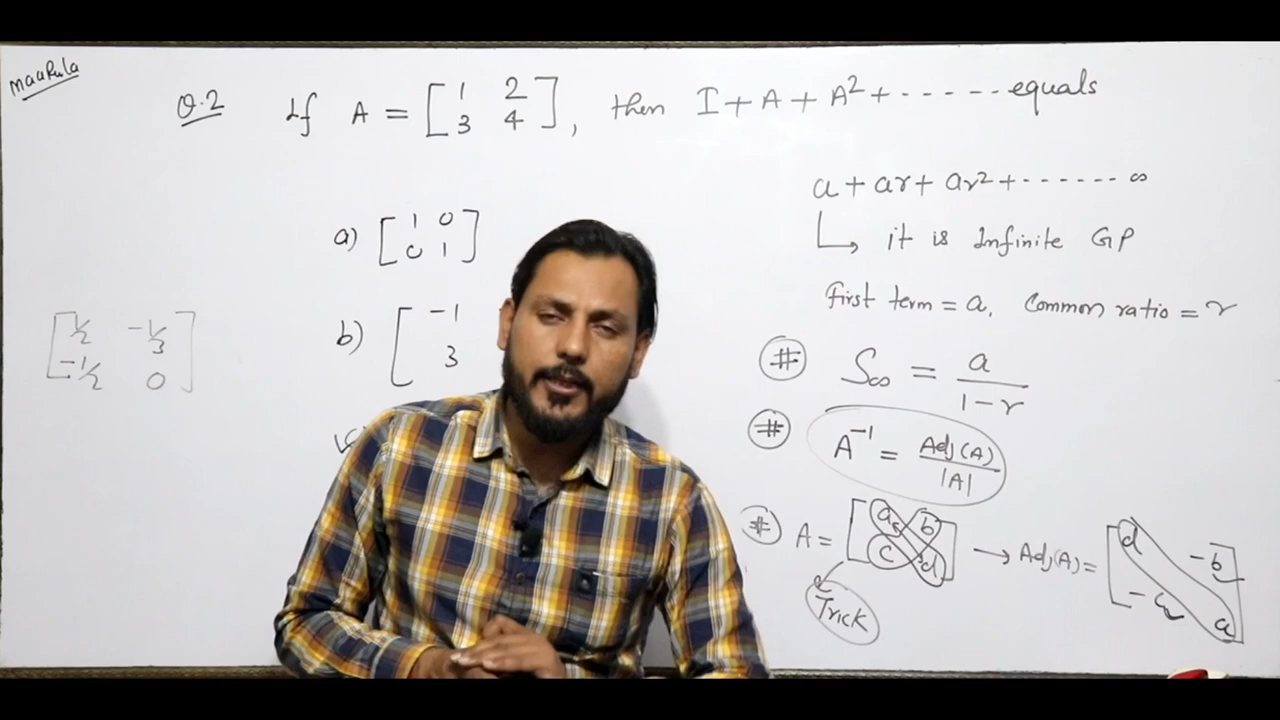 Q.2 If A = [1 2
3 4], then I + A + A² + ------ equals
a + ar + ar² + ------ ∞
↳ it is Infinite GP
First term = a, Common ratio = r
# S∞ = a
1 - r
# A⁻¹ = Adj(A)
|A|
# A = [a b
c d] → Adj(A) = [d -b
-c a]
Trick
a) [1 0
0 1]
b) [-1
3
[1/2 -1/3
-1/2 0]